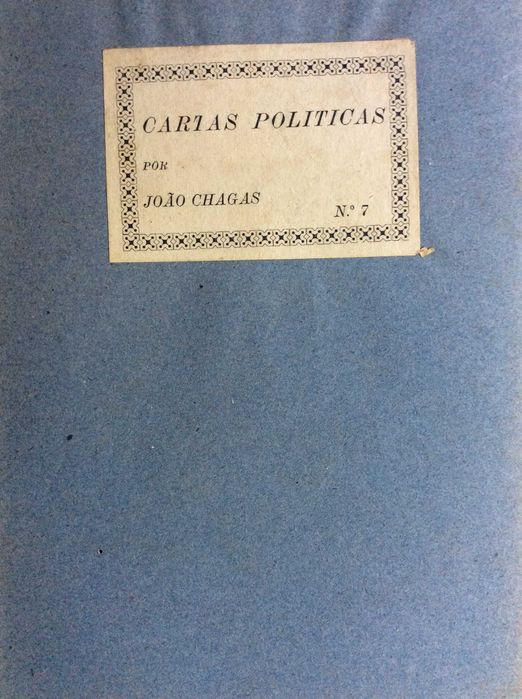 CARTAS POLITICAS
POR
JOÃO CHAGAS
N.º 7